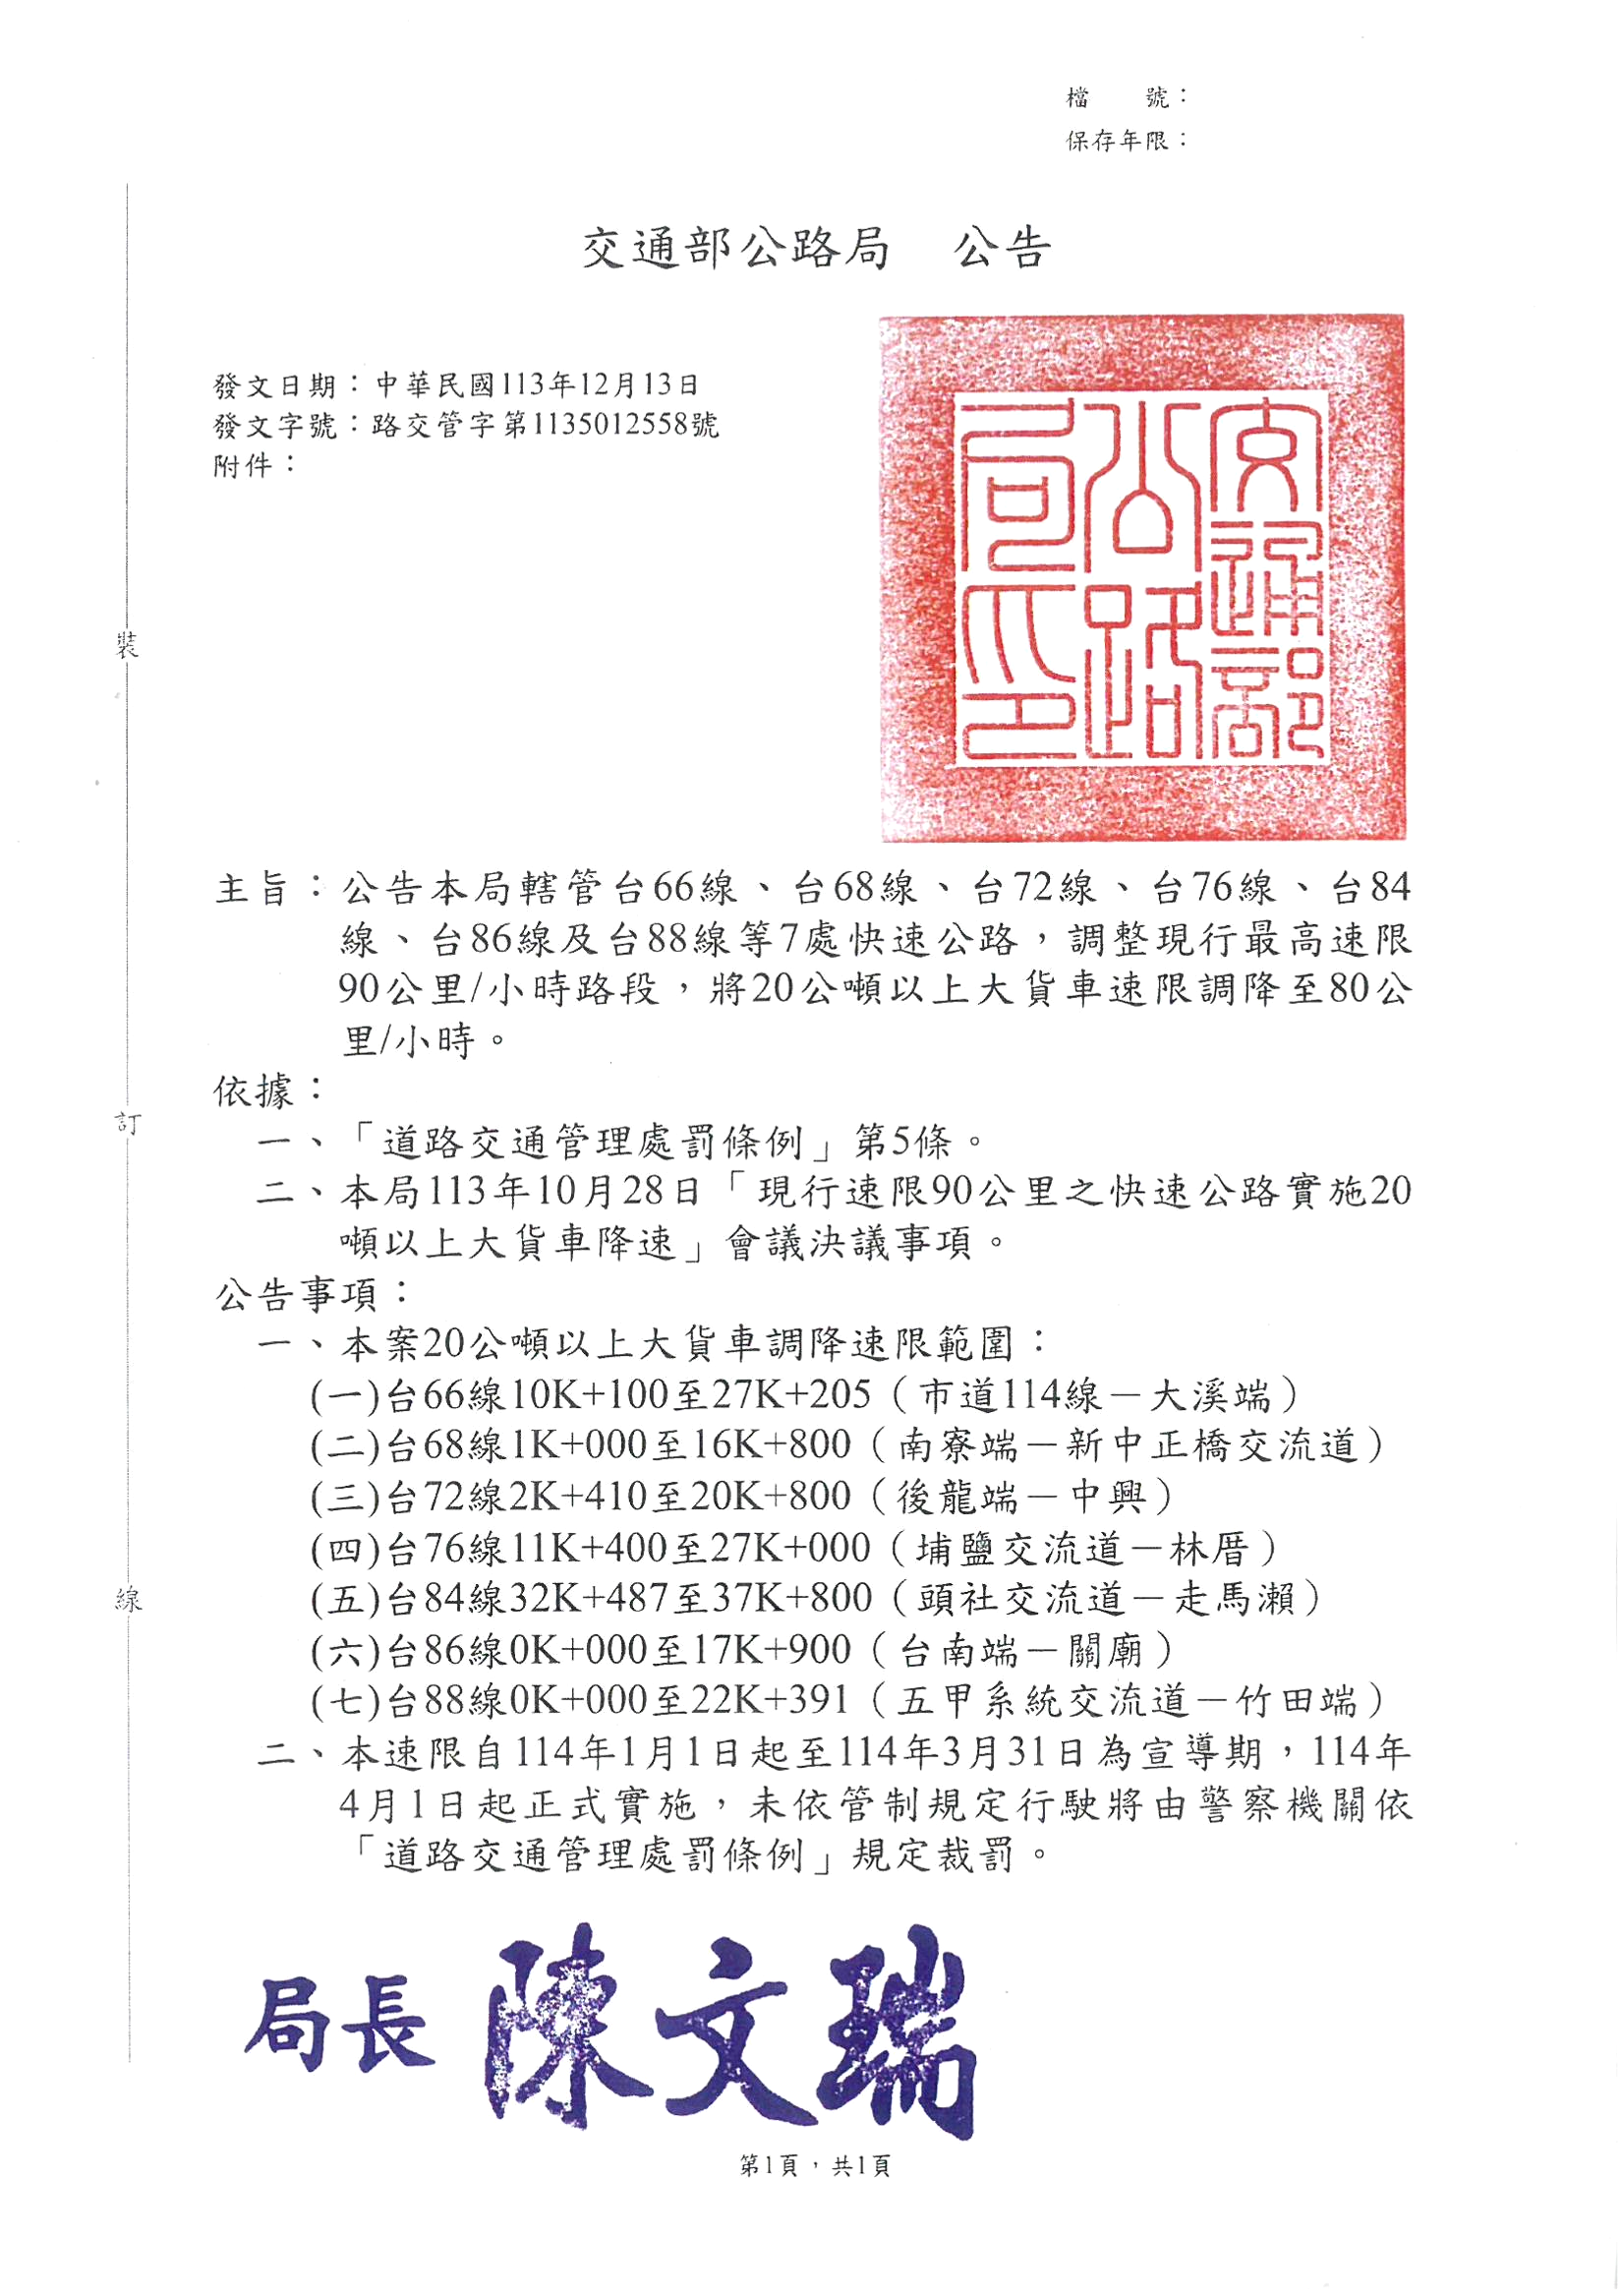 檔　　號：
保存年限：
交通部公路局　公告
發文日期：中華民國113年12月13日
發文字號：路交管字第1135012558號
附件：
交通部
公路
局印
主旨：公告本局轄管台66線、台68線、台72線、台76線、台84
線、台86線及台88線等7處快速公路，調整現行最高速限
90公里/小時路段，將20公噸以上大貨車速限調降至80公
里/小時。
依據：
一、「道路交通管理處罰條例」第5條。
二、本局113年10月28日「現行速限90公里之快速公路實施20
噸以上大貨車降速」會議決議事項。
公告事項：
一、本案20公噸以上大貨車調降速限範圍：
(一)台66線10K+100至27K+205（市道114線－大溪端）
(二)台68線1K+000至16K+800（南寮端－新中正橋交流道）
(三)台72線2K+410至20K+800（後龍端－中興）
(四)台76線11K+400至27K+000（埔鹽交流道－林厝）
(五)台84線32K+487至37K+800（頭社交流道－走馬瀨）
(六)台86線0K+000至17K+900（台南端－關廟）
(七)台88線0K+000至22K+391（五甲系統交流道－竹田端）
二、本速限自114年1月1日起至114年3月31日為宣導期，114年
4月1日起正式實施，未依管制規定行駛將由警察機關依
「道路交通管理處罰條例」規定裁罰。
局長 陳文瑞
第1頁，共1頁
裝
訂
線